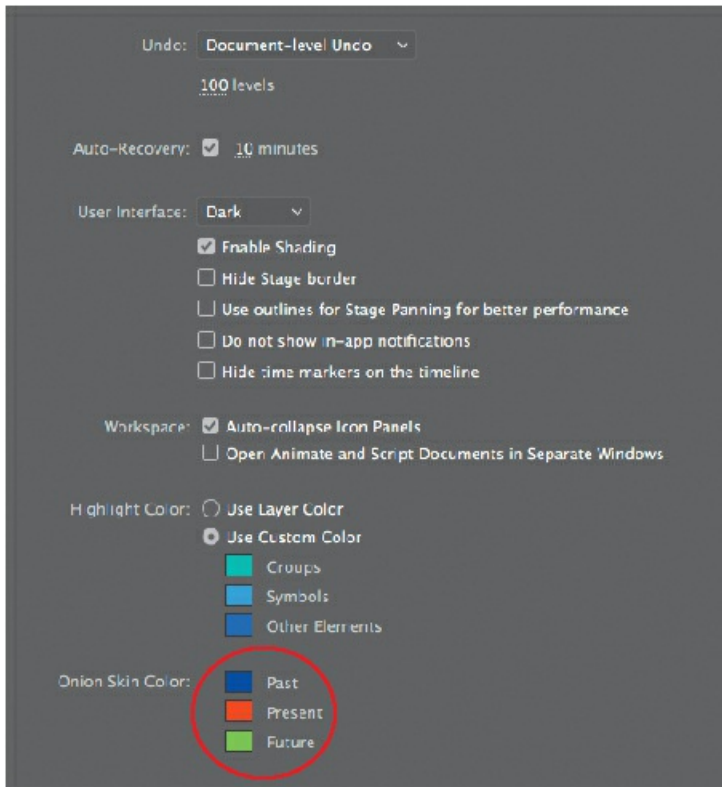 Undo: Document-level Undo
100 levels
Auto-Recovery: 10 minutes
User Interface: Dark
Enable Shading
Hide Stage border
Use outlines for Stage Panning for better performance
Do not show in-app notifications
Hide time markers on the timeline
Workspace: Auto-collapse Icon Panels
Open Animate and Script Documents in Separate Windows
Highlight Color: Use Layer Color
Use Custom Color
Groups
Symbols
Other Elements
Onion Skin Color: Past
Present
Future